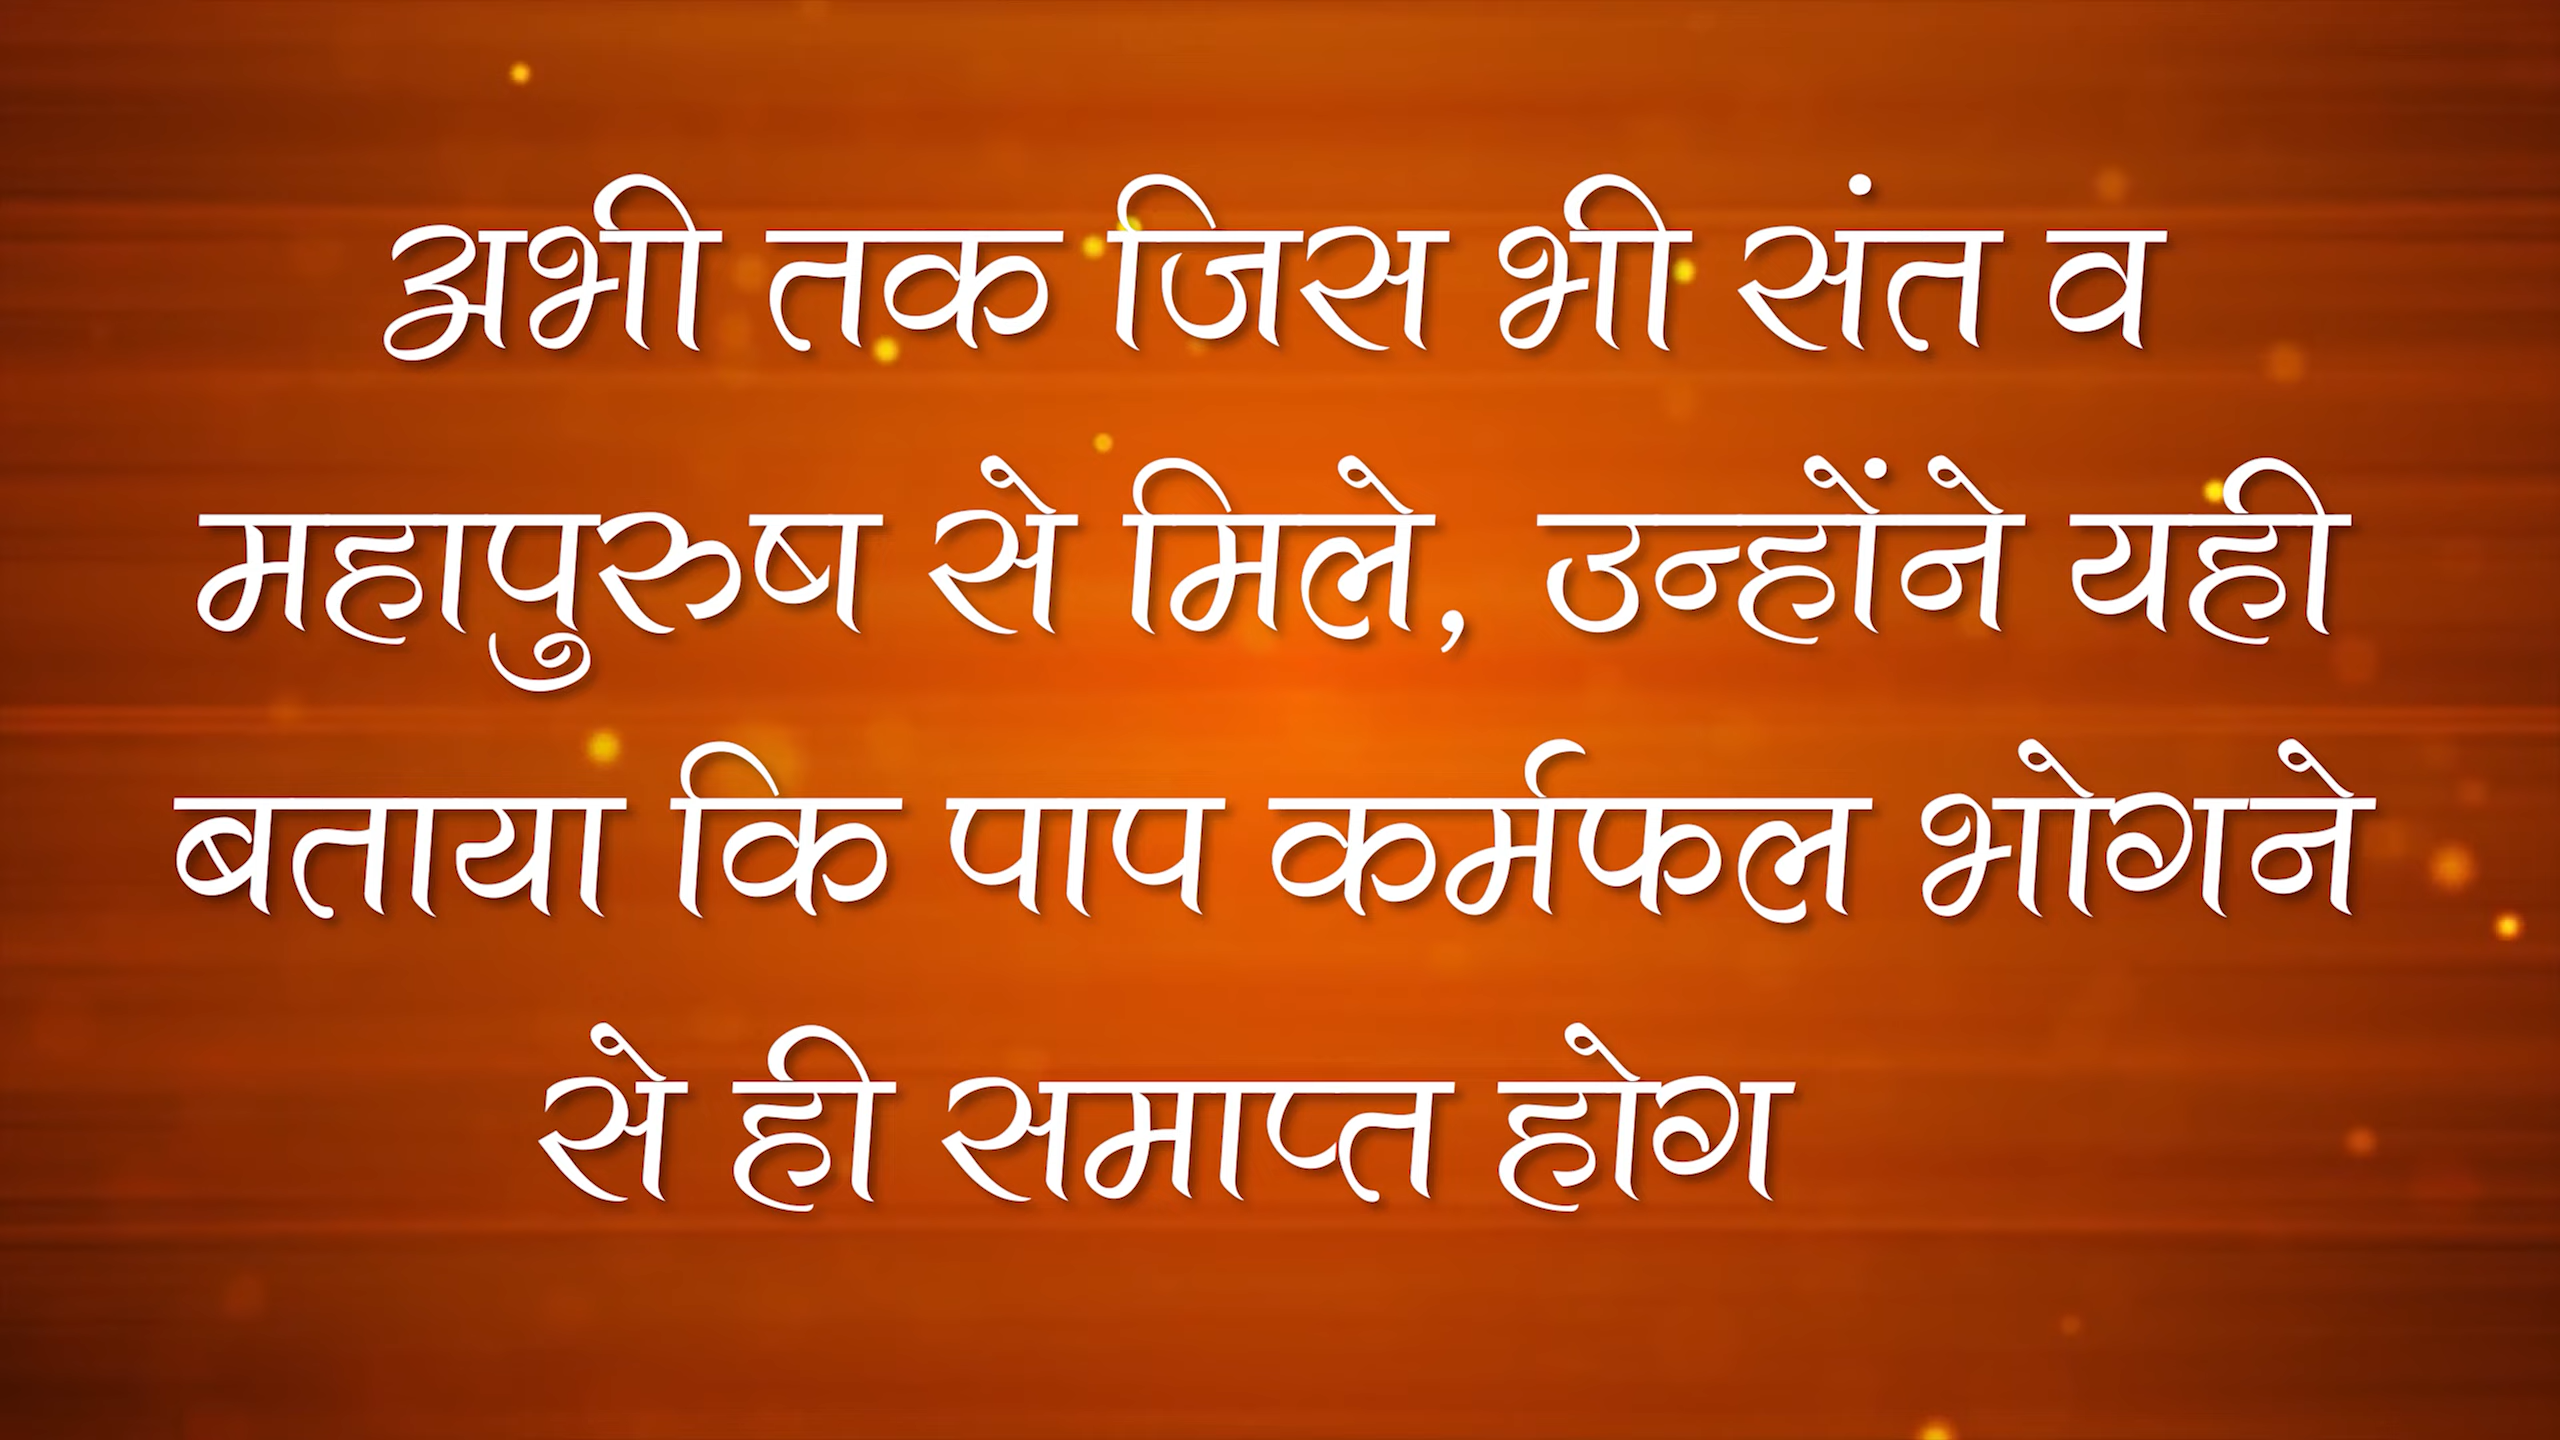 अभी तक जिस भी संत व
महापुरुष से मिले, उन्होंने यही
बताया कि पाप कर्मफल भोगने
से ही समाप्त होग